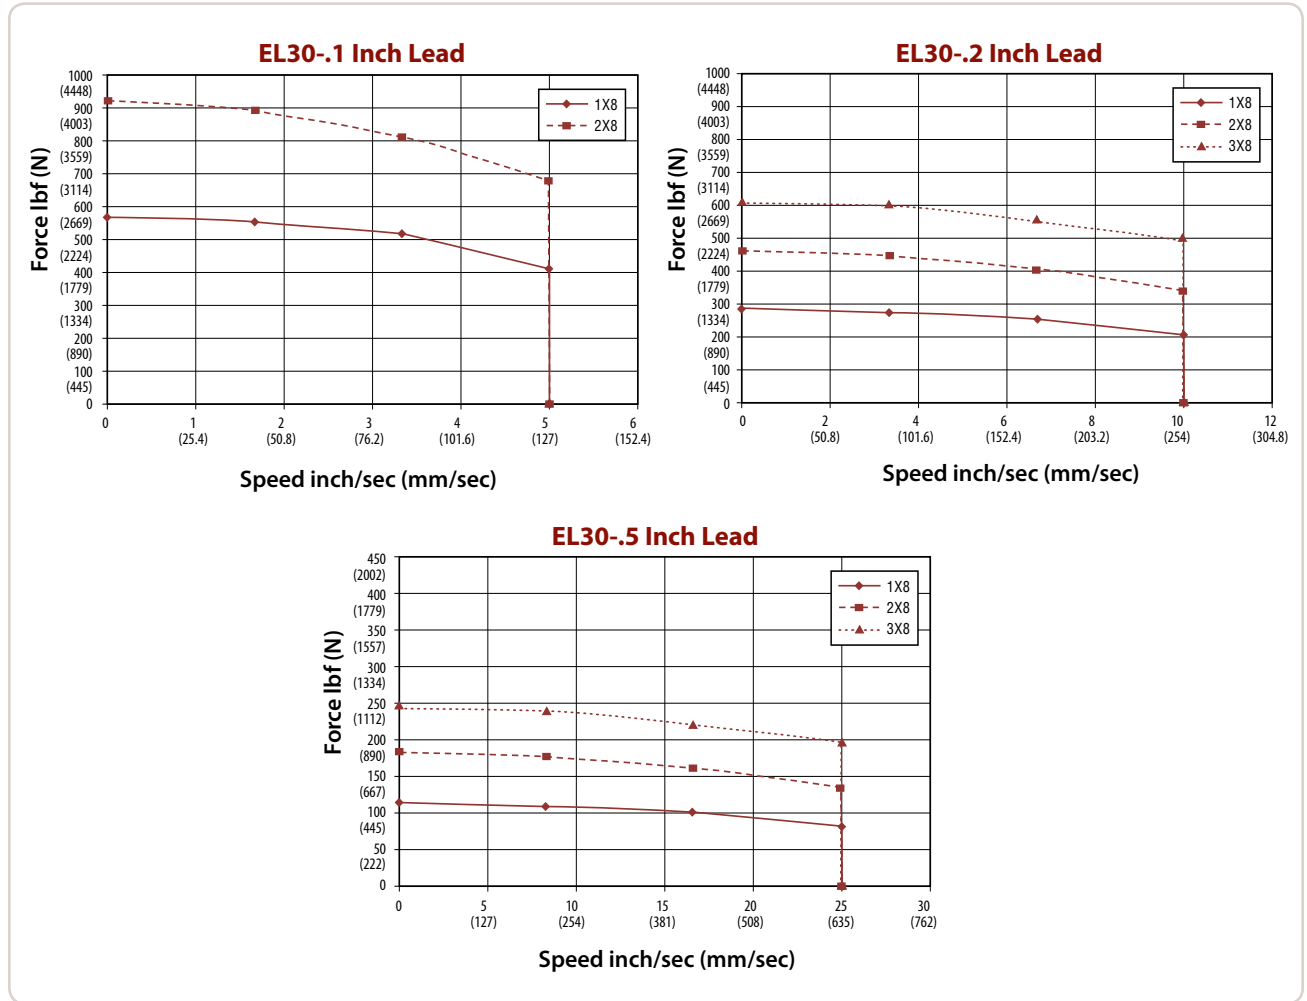 EL30-.1 Inch Lead
Force lbf (N)
1000
(4448)
900
(4003)
800
(3559)
700
(3114)
600
(2669)
500
(2224)
400
(1779)
300
(1334)
200
(890)
100
(445)
0
1X8
2X8
0 1 2 3 4 5 6
(25.4) (50.8) (76.2) (101.6) (127) (152.4)
Speed inch/sec (mm/sec)
EL30-.2 Inch Lead
Force lbf (N)
1000
(4448)
900
(4003)
800
(3559)
700
(3114)
600
(2669)
500
(2224)
400
(1779)
300
(1334)
200
(890)
100
(445)
0
1X8
2X8
3X8
0 2 4 6 8 10 12
(50.8) (101.6) (152.4) (203.2) (254) (304.8)
Speed inch/sec (mm/sec)
EL30-.5 Inch Lead
Force lbf (N)
450
(2002)
400
(1779)
350
(1557)
300
(1334)
250
(1112)
200
(890)
150
(667)
100
(445)
50
(222)
0
1X8
2X8
3X8
0 5 10 15 20 25 30
(127) (254) (381) (508) (635) (762)
Speed inch/sec (mm/sec)